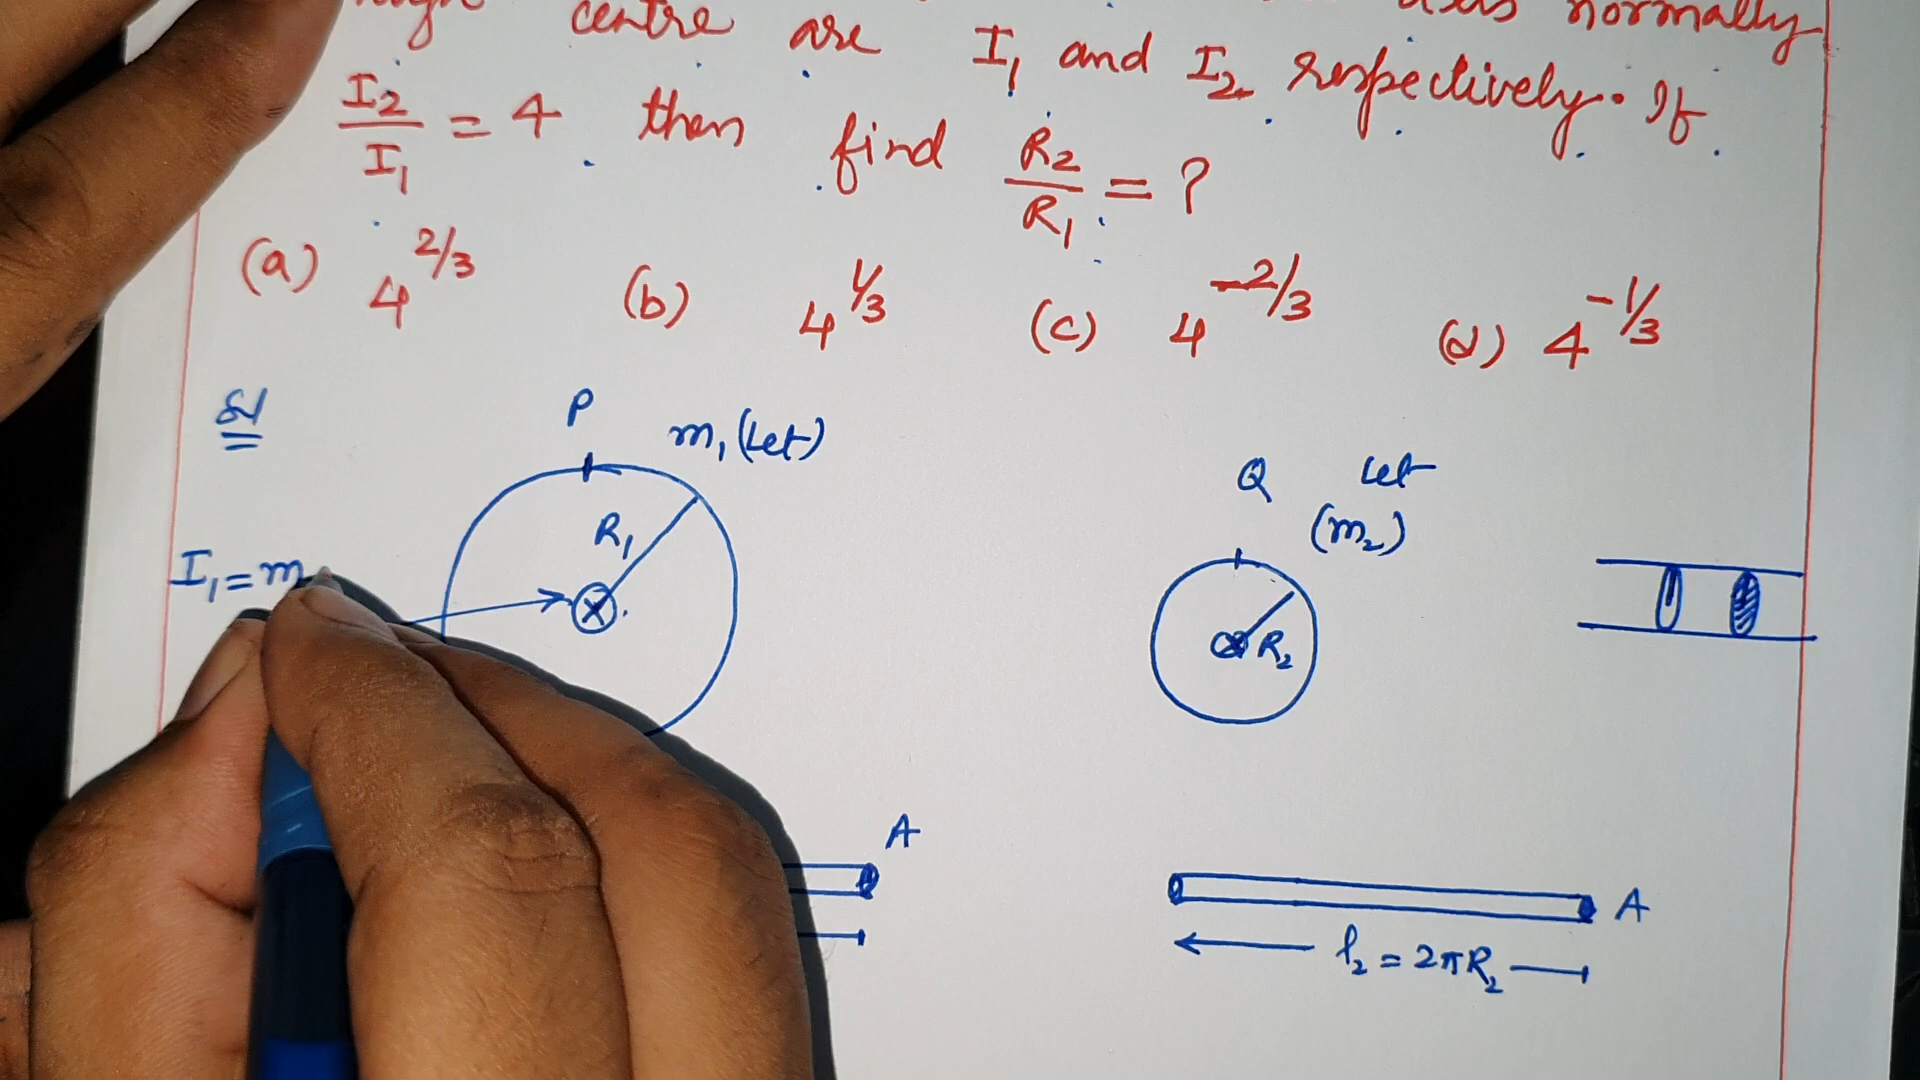 centre are I₁ and I₂ respectively. If
normally
I₂/I₁ = 4 then find R₂/R₁ = ?
(a) 4^2/3 (b) 4^1/3 (c) 4^-2/3 (d) 4^-1/3
P m₁ (Let)
Q Let
(m₂)
R₁
I₁ = m
R₂
A
A
l₂ = 2πR₂